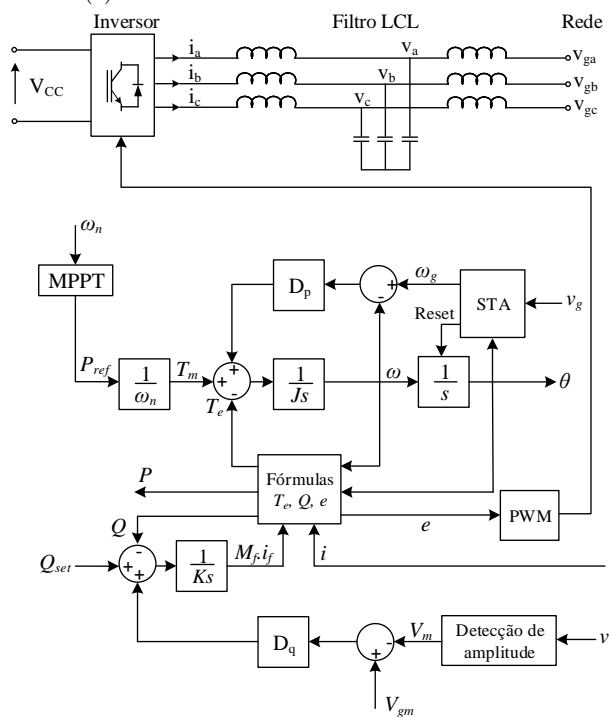 Inversor
Filtro LCL
Rede
V_CC
i_a
i_b
i_c
v_a
v_b
v_c
v_ga
v_gb
v_gc
ω_n
MPPT
D_p
ω_g
STA
v_g
Reset
P_ref
1/ω_n
T_m
T_e
1/Js
ω
1/s
θ
P
Fórmulas
T_e, Q, e
e
PWM
Q
Q_set
1/Ks
M_f.i_f
i
D_q
V_m
Detecção de
amplitude
v
V_gm